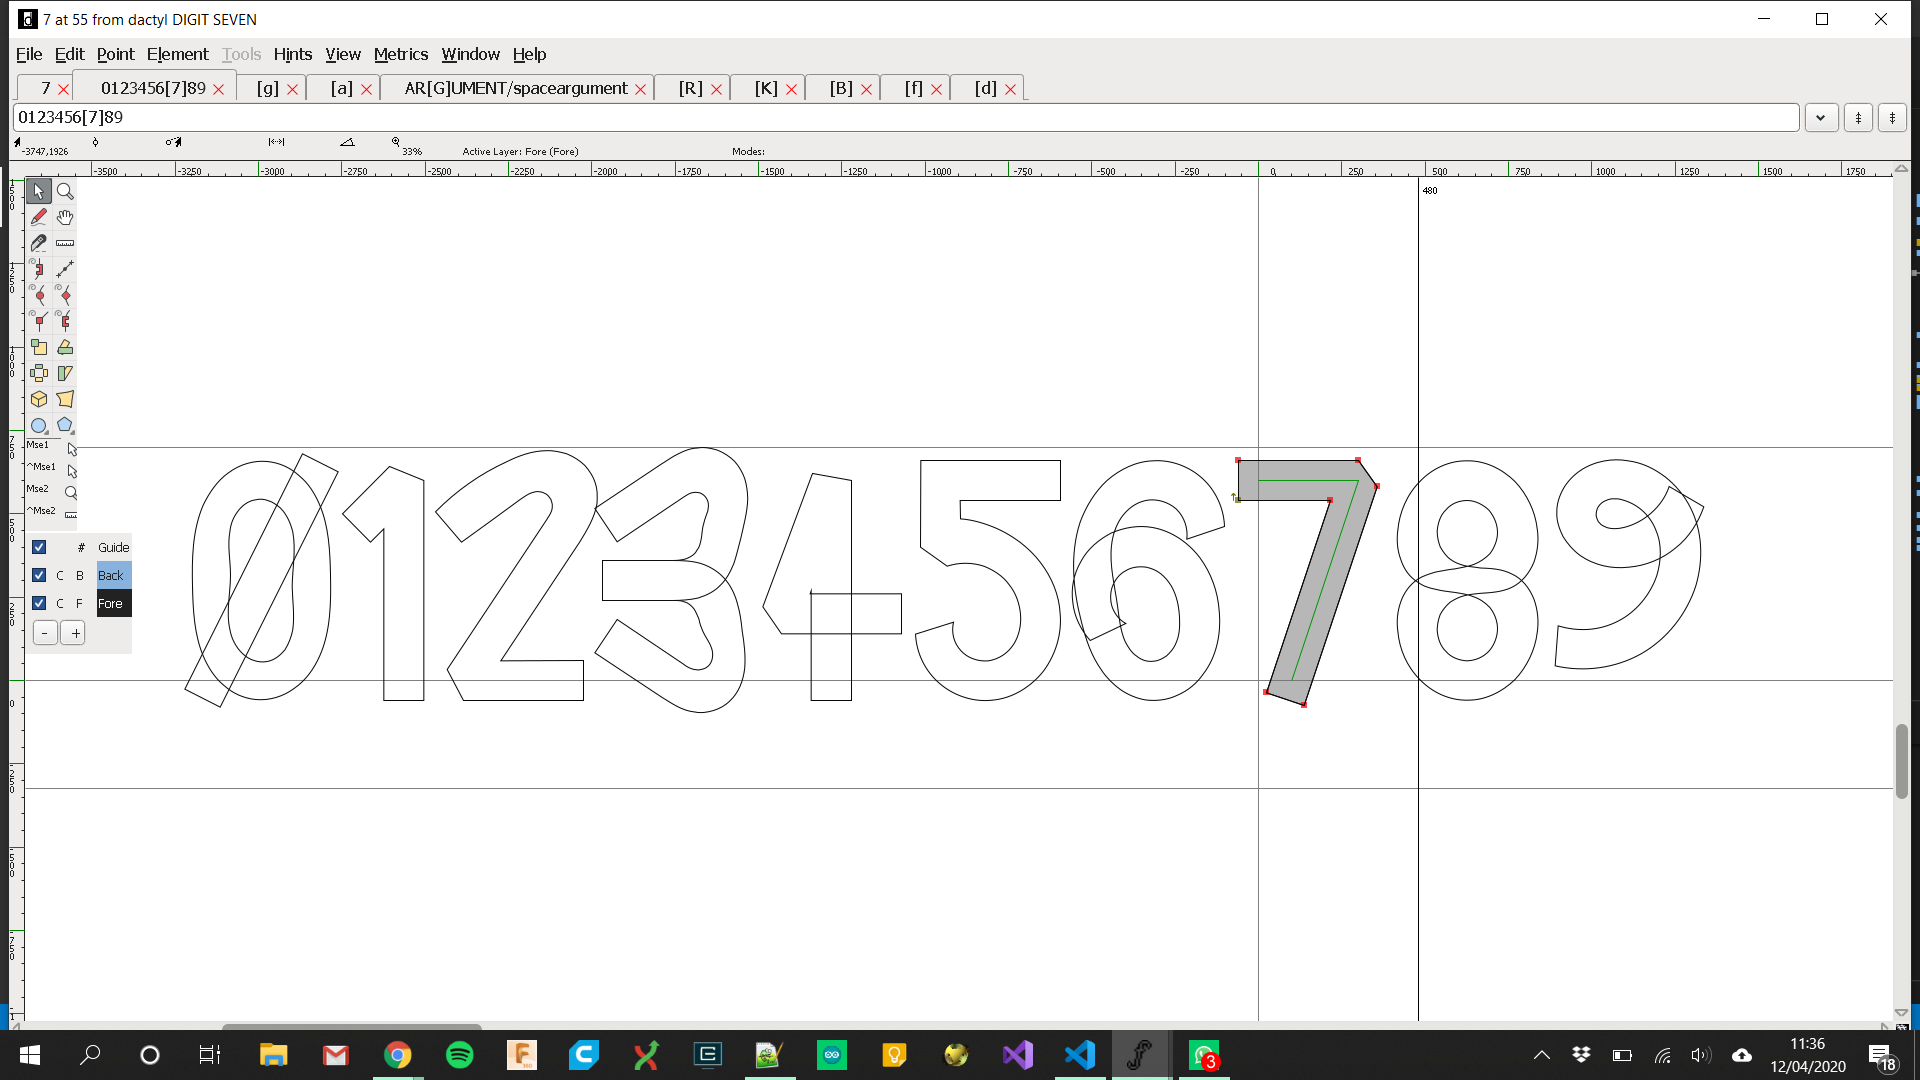 7 at 55 from dactyl DIGIT SEVEN
File Edit Point Element Tools Hints View Metrics Window Help
7 0123456[7]89 [g] [a] AR[G]UMENT/spaceargument [R] [K] [B] [f] [d]
0123456[7]89
-3747,1926 33% Active Layer: Fore (Fore) Modes:
-3500 -3250 -3000 -2750 -2500 -2250 -2000 -1750 -1500 -1250 -1000 -750 -500 -250 0 250 500 750 1000 1250 1500 1750
480
Mse1
^Mse1
Mse2
^Mse2
# Guide
C B Back
C F Fore
- +
0123456789
3
11:36
12/04/2020
18